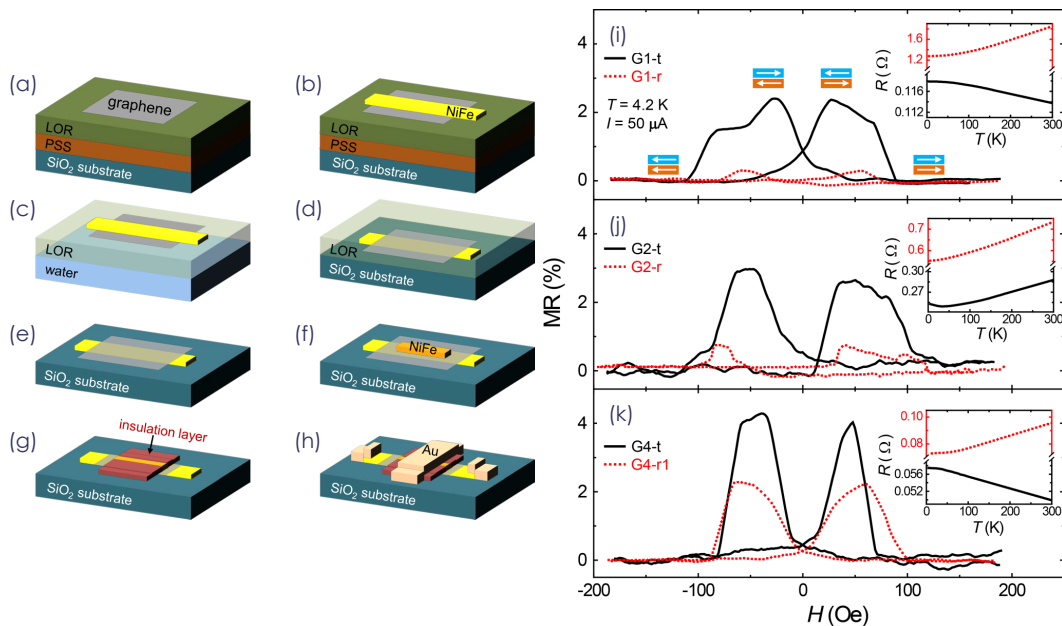 (a)
graphene
LOR
PSS
SiO2 substrate
(b)
NiFe
LOR
PSS
SiO2 substrate
(c)
LOR
water
(d)
LOR
SiO2 substrate
(e)
SiO2 substrate
(f)
NiFe
SiO2 substrate
(g)
insulation layer
SiO2 substrate
(h)
Au
SiO2 substrate
MR (%)
(i)
G1-t
G1-r
T = 4.2 K
I = 50 μA
4
2
0
R (Ω)
1.6
1.2
0.116
0.112
0 100 200 300
T (K)
(j)
G2-t
G2-r
4
2
0
R (Ω)
0.7
0.6
0.30
0.27
0 100 200 300
T (K)
(k)
G4-t
G4-r1
4
2
0
R (Ω)
0.10
0.08
0.056
0.052
0 100 200 300
T (K)
-200 -100 0 100 200
H (Oe)